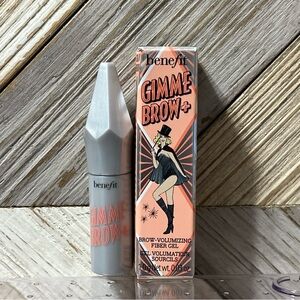 benefit
GIMME
BROW+
benefit
GIMME
BROW+
BROW-VOLUMIZING
FIBER GEL
GEL VOLUMATEUR
SOURCILS